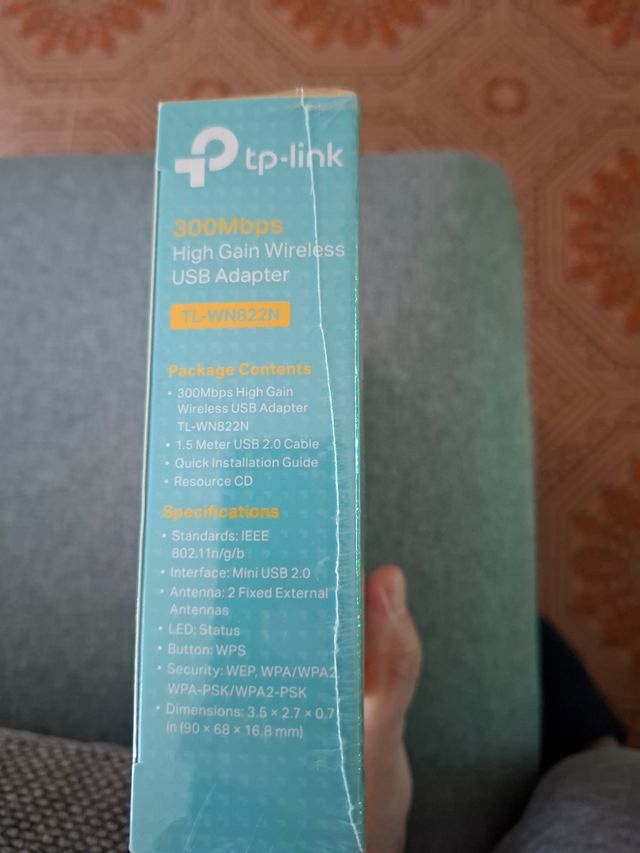 tp-link
300Mbps
High Gain Wireless
USB Adapter
TL-WN822N
Package Contents
• 300Mbps High Gain
Wireless USB Adapter
TL-WN822N
• 1.5 Meter USB 2.0 Cable
• Quick Installation Guide
• Resource CD
Specifications
• Standards: IEEE
802.11n/g/b
• Interface: Mini USB 2.0
• Antenna: 2 Fixed External
Antennas
• LED: Status
• Button: WPS
• Security: WEP, WPA/WPA2
WPA-PSK/WPA2-PSK
• Dimensions: 3.5 × 2.7 × 0.7
in (90 × 68 × 16.8 mm)